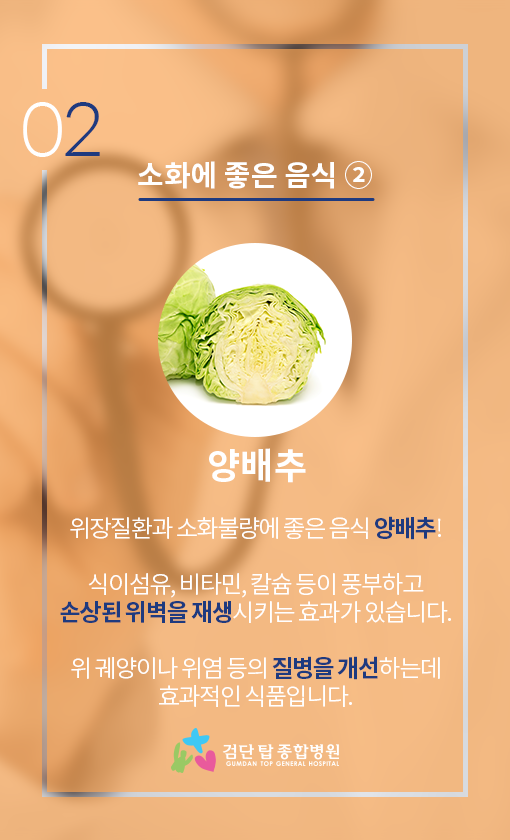 02
소화에 좋은 음식 ②
양배추
위장질환과 소화불량에 좋은 음식 양배추!
식이섬유, 비타민, 칼슘 등이 풍부하고
손상된 위벽을 재생시키는 효과가 있습니다.
위 궤양이나 위염 등의 질병을 개선하는데
효과적인 식품입니다.
검단 탑 종합병원
GUMDAN TOP GENERAL HOSPITAL